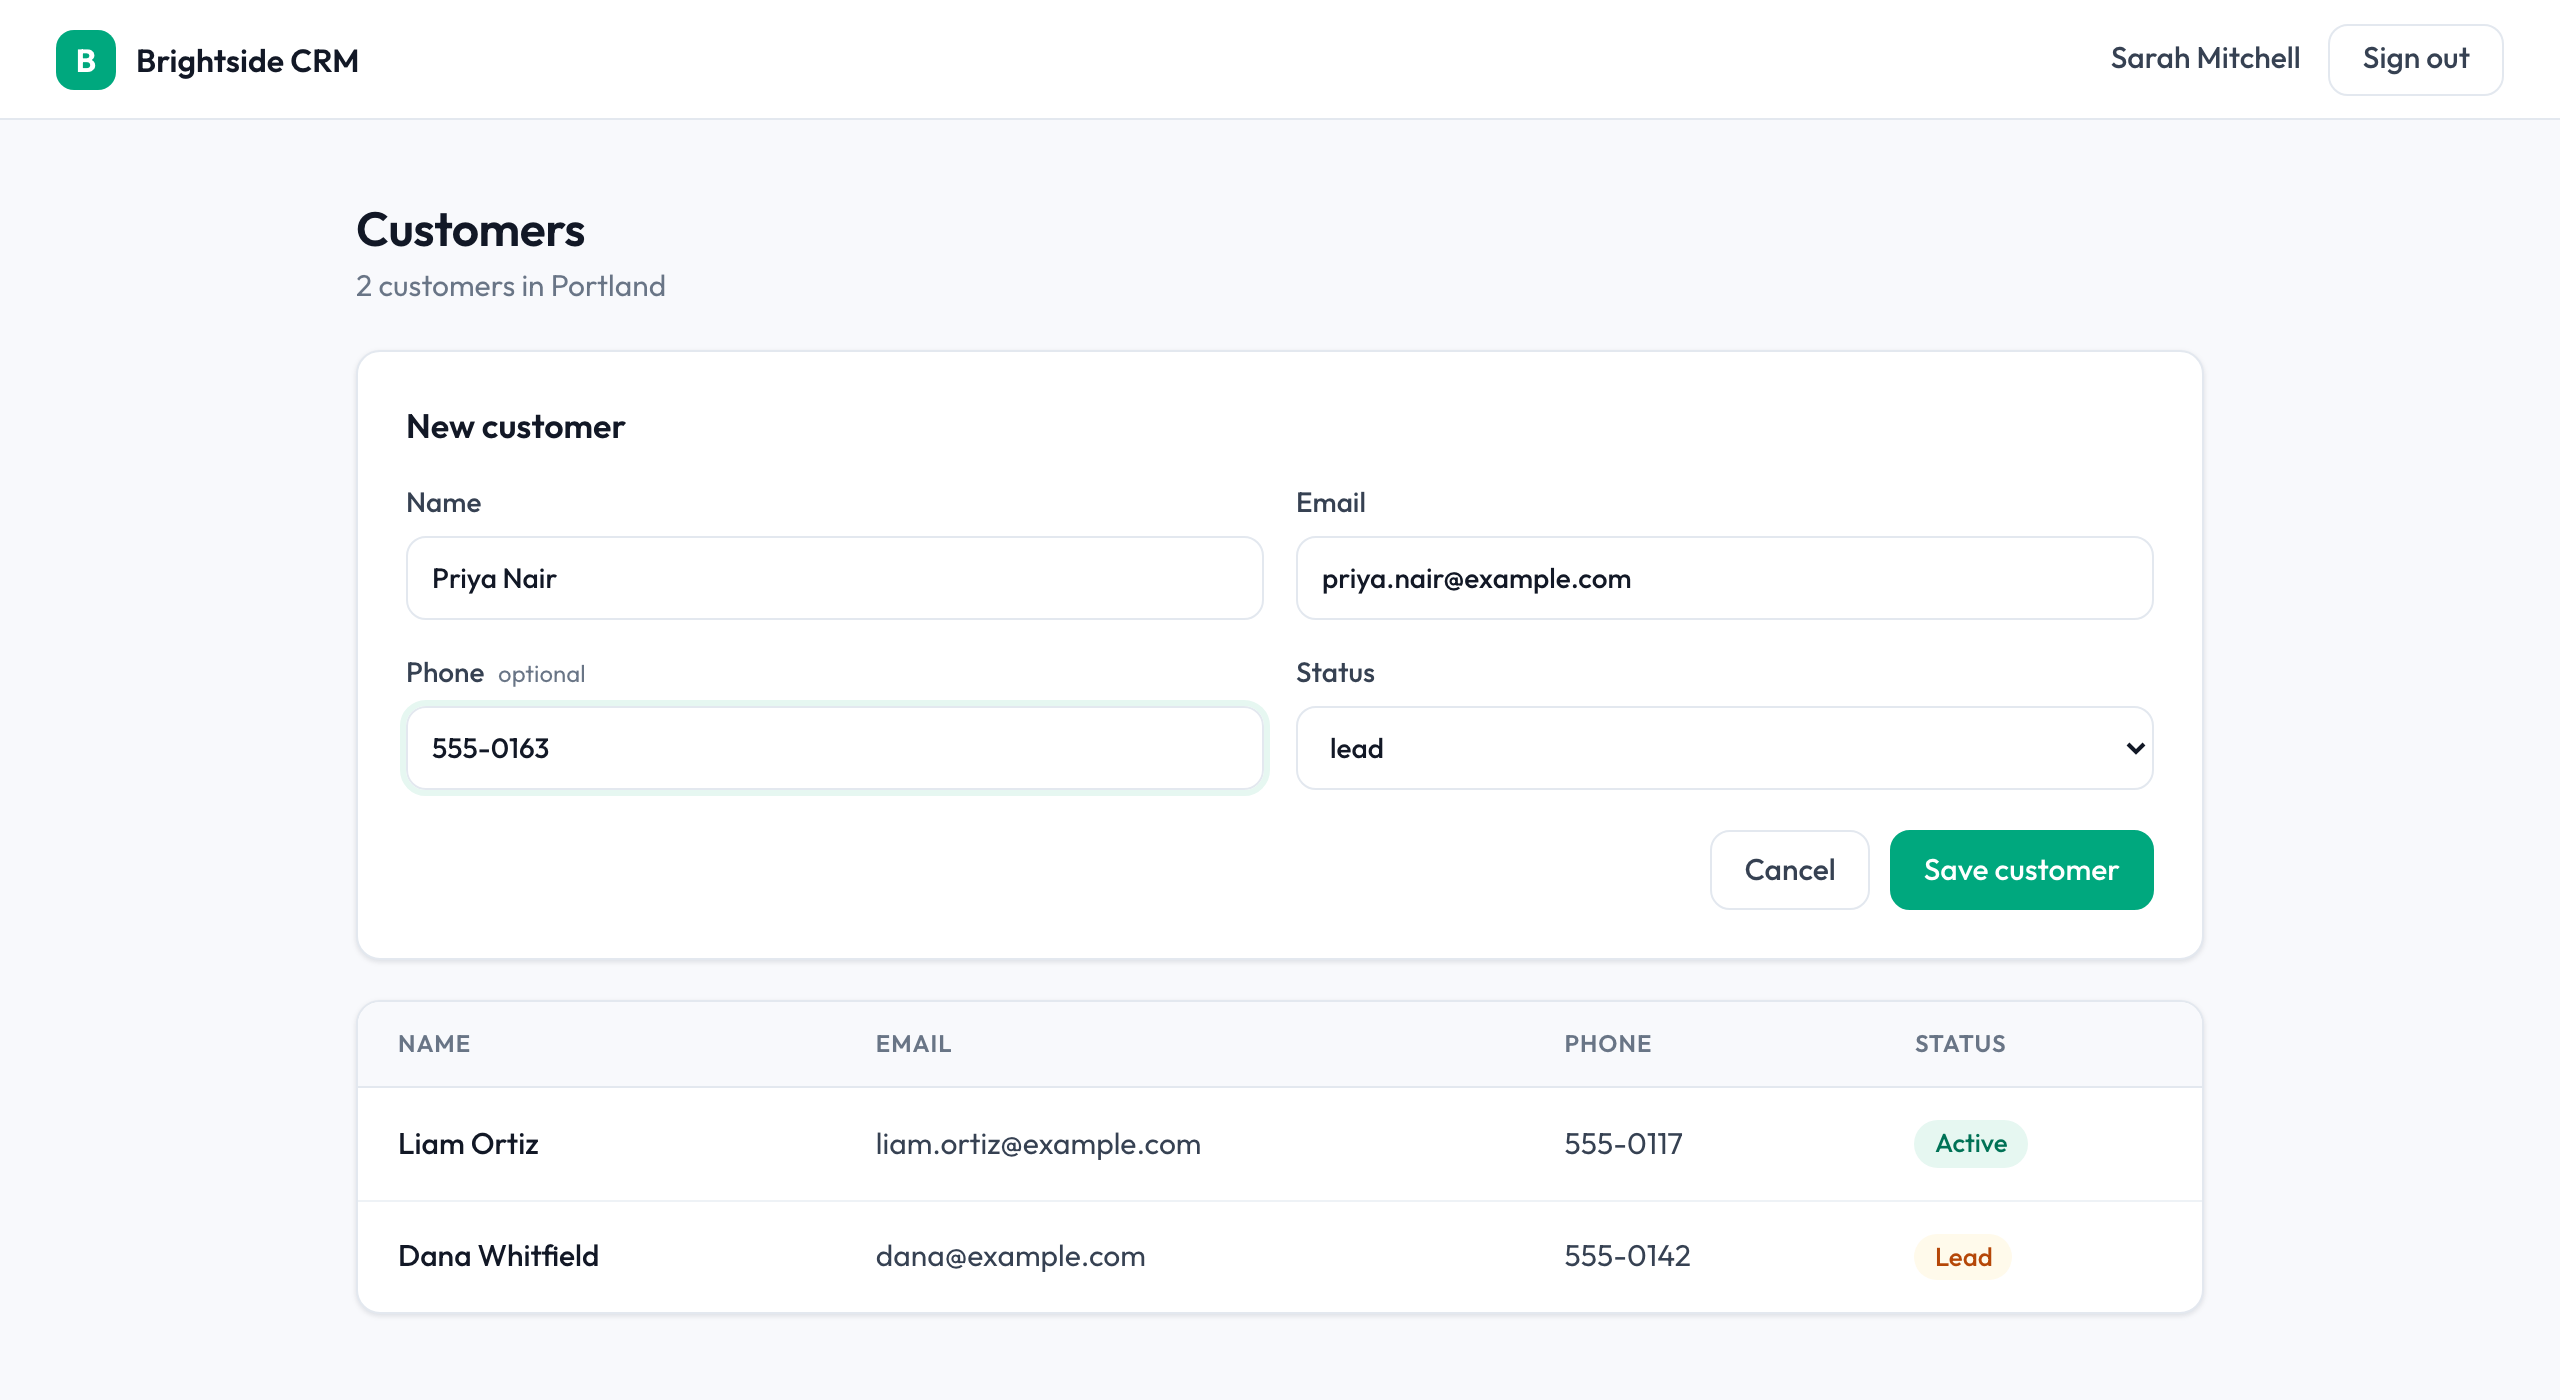 B Brightside CRM Sarah Mitchell Sign out
Customers
2 customers in Portland
New customer
Name Email
Priya Nair priya.nair@example.com
Phone optional Status
555-0163 lead
Cancel Save customer
NAME EMAIL PHONE STATUS
Liam Ortiz liam.ortiz@example.com 555-0117 Active
Dana Whitfield dana@example.com 555-0142 Lead